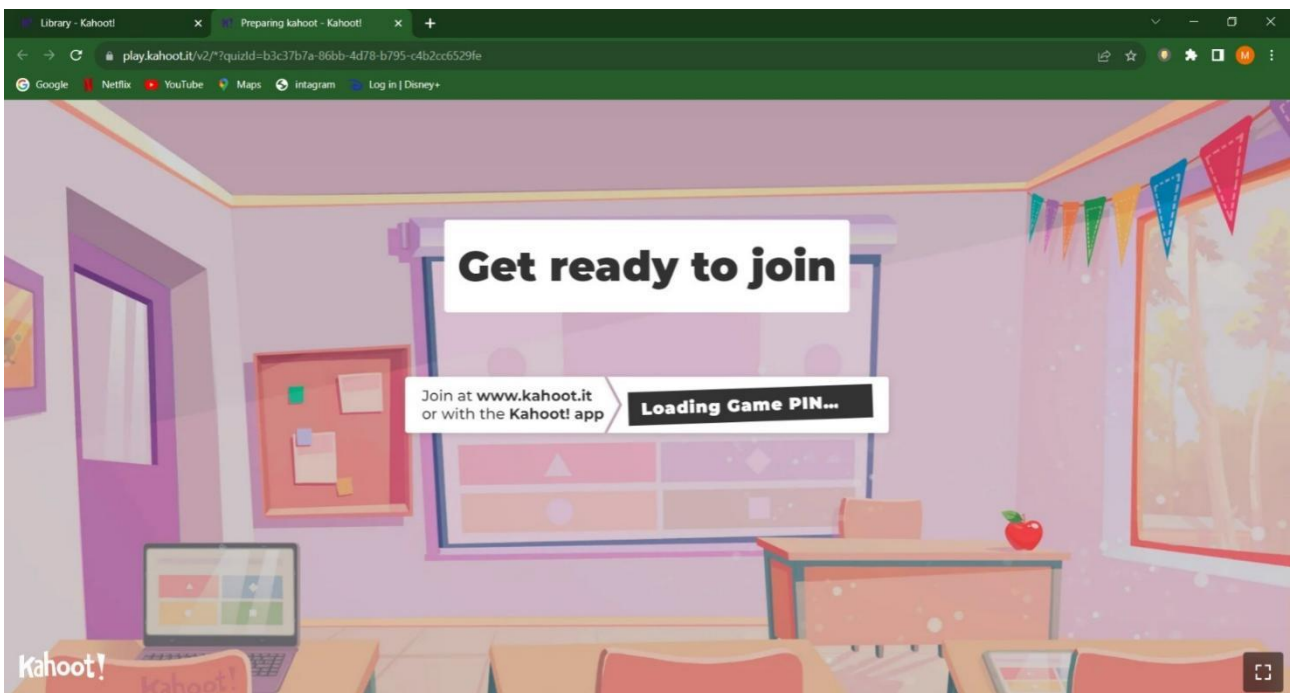 Library - Kahoot!
Preparing kahoot - Kahoot!
play.kahoot.it/v2/*?quizId=b3c37b7a-86bb-4d78-b795-c4b2cc6529fe
M
Google Netflix YouTube Maps intagram Log in | Disney+
Get ready to join
Join at www.kahoot.it
or with the Kahoot! app
Loading Game PIN...
Kahoot!
Kahoot!